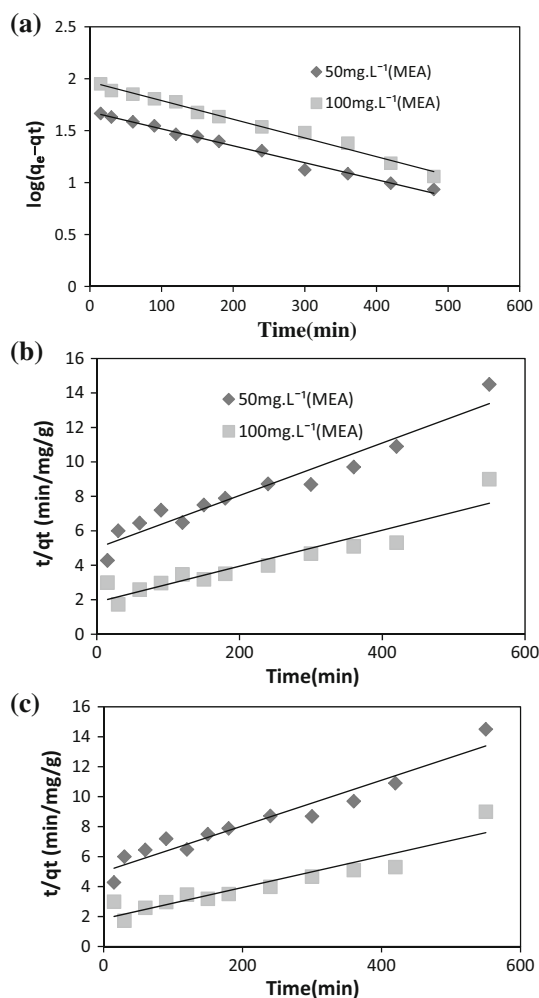 (a)
2.5
2
1.5
1
0.5
0
log(qₑ−qt)
50mg.L⁻¹(MEA)
100mg.L⁻¹(MEA)
0 100 200 300 400 500 600
Time(min)
(b)
16
14
12
10
8
6
4
2
0
t/qt (min/mg/g)
50mg.L⁻¹(MEA)
100mg.L⁻¹(MEA)
0 200 400 600
Time(min)
(c)
16
14
12
10
8
6
4
2
0
t/qt (min/mg/g)
0 200 400 600
Time(min)